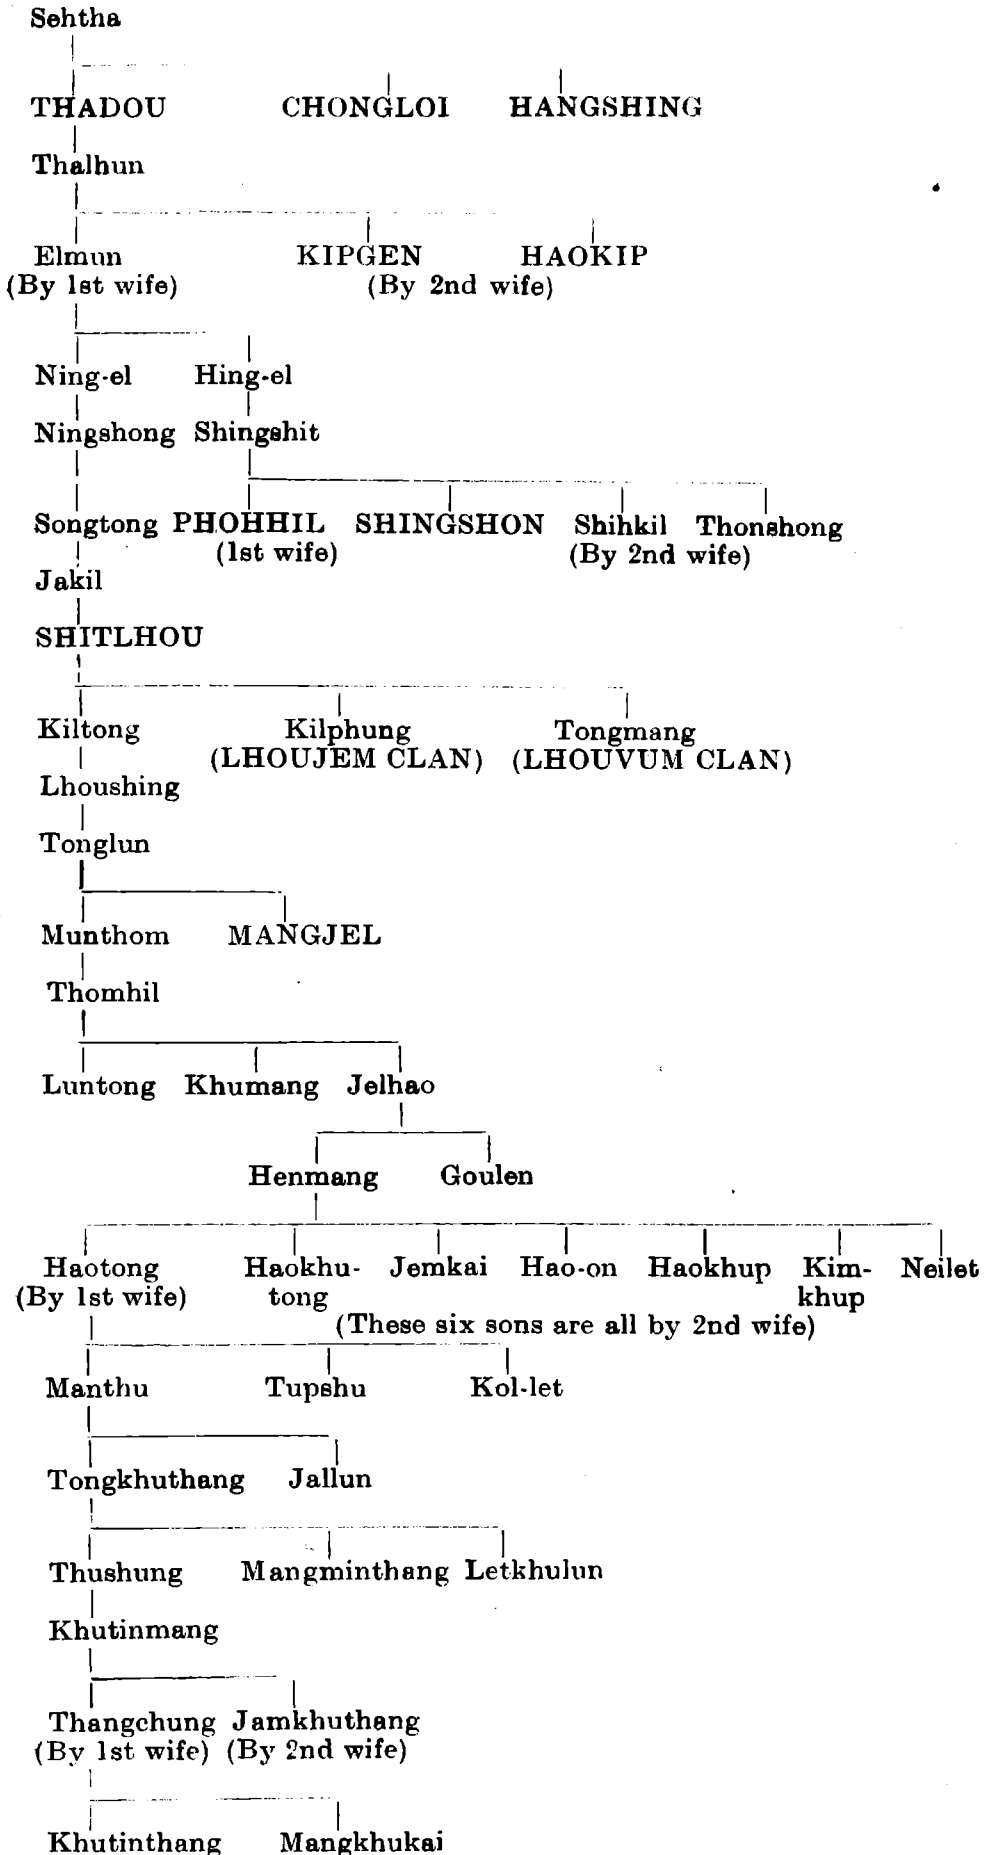 Sehtha
THADOU CHONGLOI HANGSHING
Thalhun
Elmun KIPGEN HAOKIP
(By 1st wife) (By 2nd wife)
Ning-el Hing-el
Ningshong Shingshit
Songtong PHOHHIL SHINGSHON Shihkil Thonshong
(1st wife) (By 2nd wife)
Jakil
SHITLHOU
Kiltong Kilphung Tongmang
(LHOUJEM CLAN) (LHOUVUM CLAN)
Lhoushing
Tonglun
Munthom MANGJEL
Thomhil
Luntong Khumang Jelhao
Henmang Goulen
Haotong Haokhu- Jemkai Hao-on Haokhup Kim- Neilet
(By 1st wife) tong khup
(These six sons are all by 2nd wife)
Manthu Tupshu Kol-let
Tongkhuthang Jallun
Thushung Mangminthang Letkhulun
Khutinmang
Thangchung Jamkhuthang
(By 1st wife) (By 2nd wife)
Khutinthang Mangkhukai